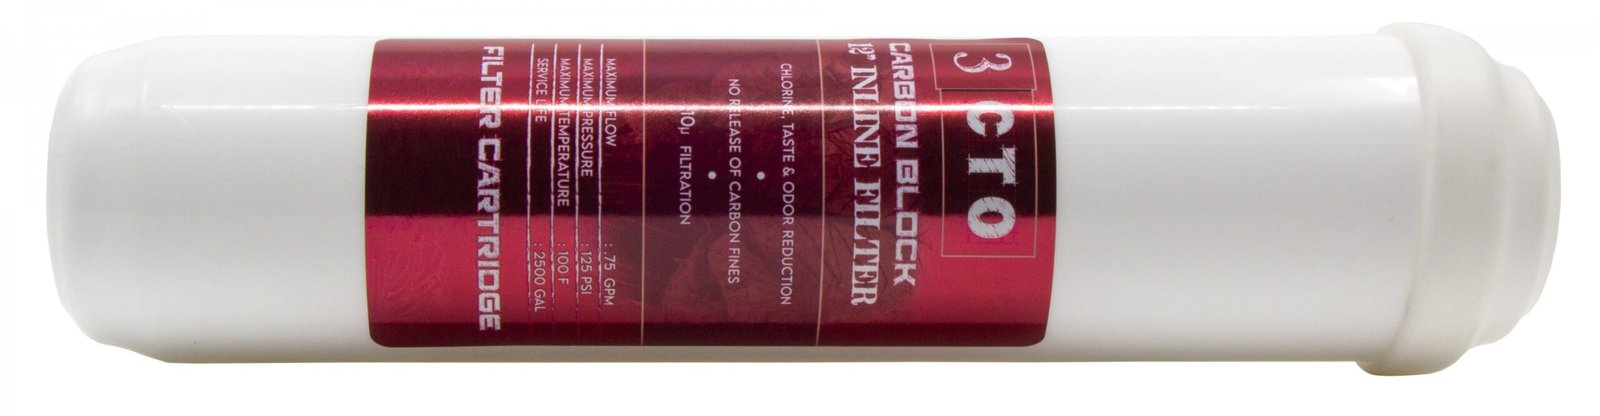 3 CTO
CARBON BLOCK
12" INLINE FILTER
CHLORINE, TASTE & ODOR REDUCTION
•
NO RELEASE OF CARBON FINES
•
10µ FILTRATION
MAXIMUM FLOW : .75 GPM
MAXIMUM PRESSURE : 125 PSI
MAXIMUM TEMPERATURE : 100 F
SERVICE LIFE : 2500 GAL
FILTER CARTRIDGE